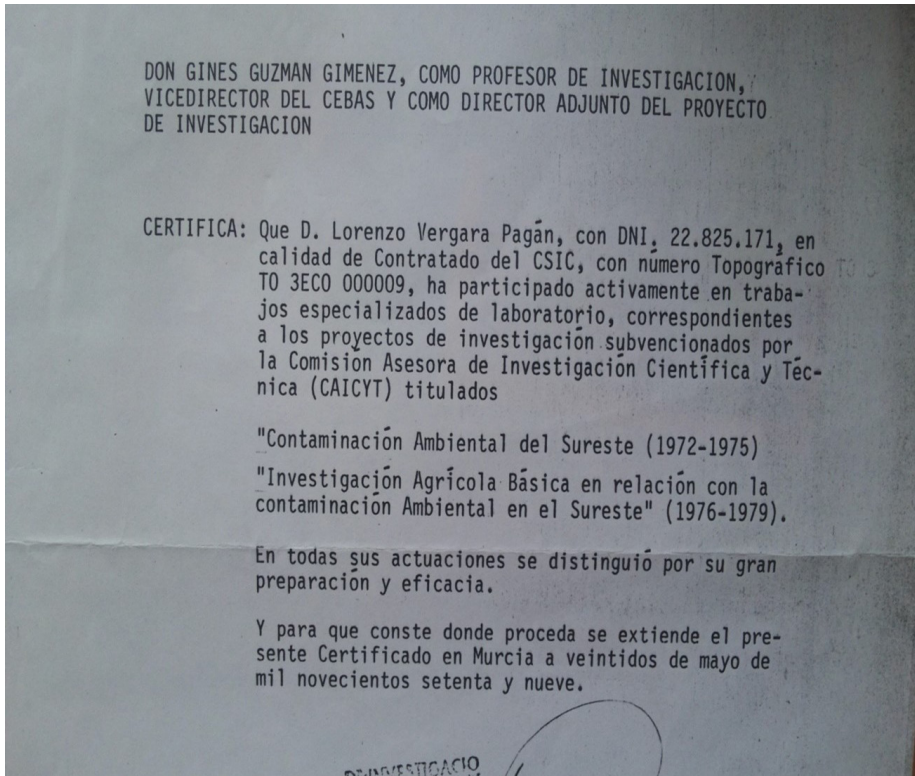 DON GINES GUZMAN GIMENEZ, COMO PROFESOR DE INVESTIGACION,
VICEDIRECTOR DEL CEBAS Y COMO DIRECTOR ADJUNTO DEL PROYECTO
DE INVESTIGACION
CERTIFICA: Que D. Lorenzo Vergara Pagán, con DNI. 22.825.171, en
calidad de Contratado del CSIC, con número Topográfico
TO 3ECO 000009, ha participado activamente en traba-
jos especializados de laboratorio, correspondientes
a los proyectos de investigación subvencionados por
la Comisión Asesora de Investigación Científica y Téc-
nica (CAICYT) titulados
"Contaminación Ambiental del Sureste (1972-1975)
"Investigación Agrícola Básica en relación con la
contaminación Ambiental en el Sureste" (1976-1979).
En todas sus actuaciones se distinguió por su gran
preparación y eficacia.
Y para que conste donde proceda se extiende el pre-
sente Certificado en Murcia a veintidos de mayo de
mil novecientos setenta y nueve.